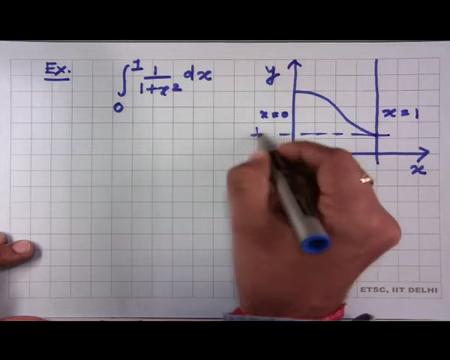 Ex.
∫₀¹ 1/(1+x²) dx
y
x=0
x=1
x
ETSC, IIT DELHI